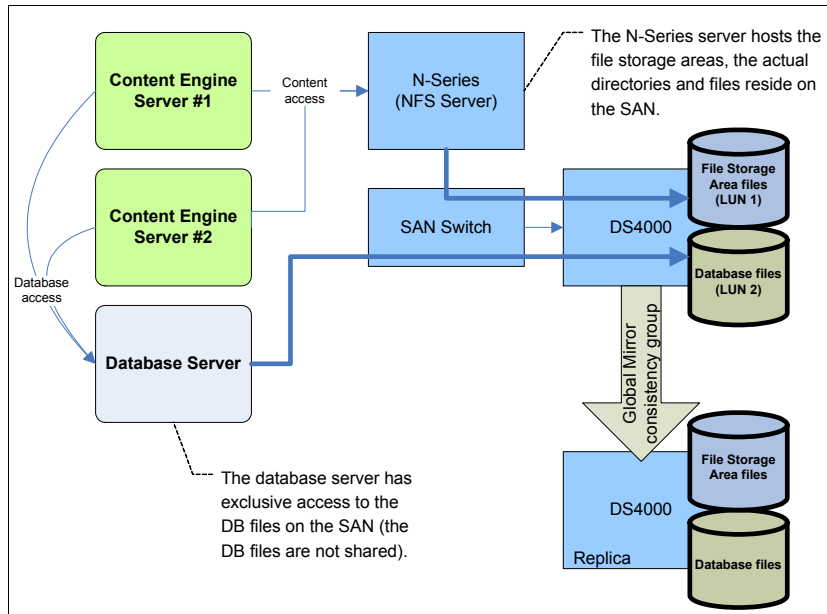 Content Engine
Server #1
Content
access
N-Series
(NFS Server)
The N-Series server hosts the
file storage areas, the actual
directories and files reside on
the SAN.
Content Engine
Server #2
SAN Switch
DS4000
File Storage
Area files
(LUN 1)
Database files
(LUN 2)
Database
access
Database Server
Global Mirror
consistency group
The database server has
exclusive access to the
DB files on the SAN (the
DB files are not shared).
DS4000
Replica
File Storage
Area files
Database files